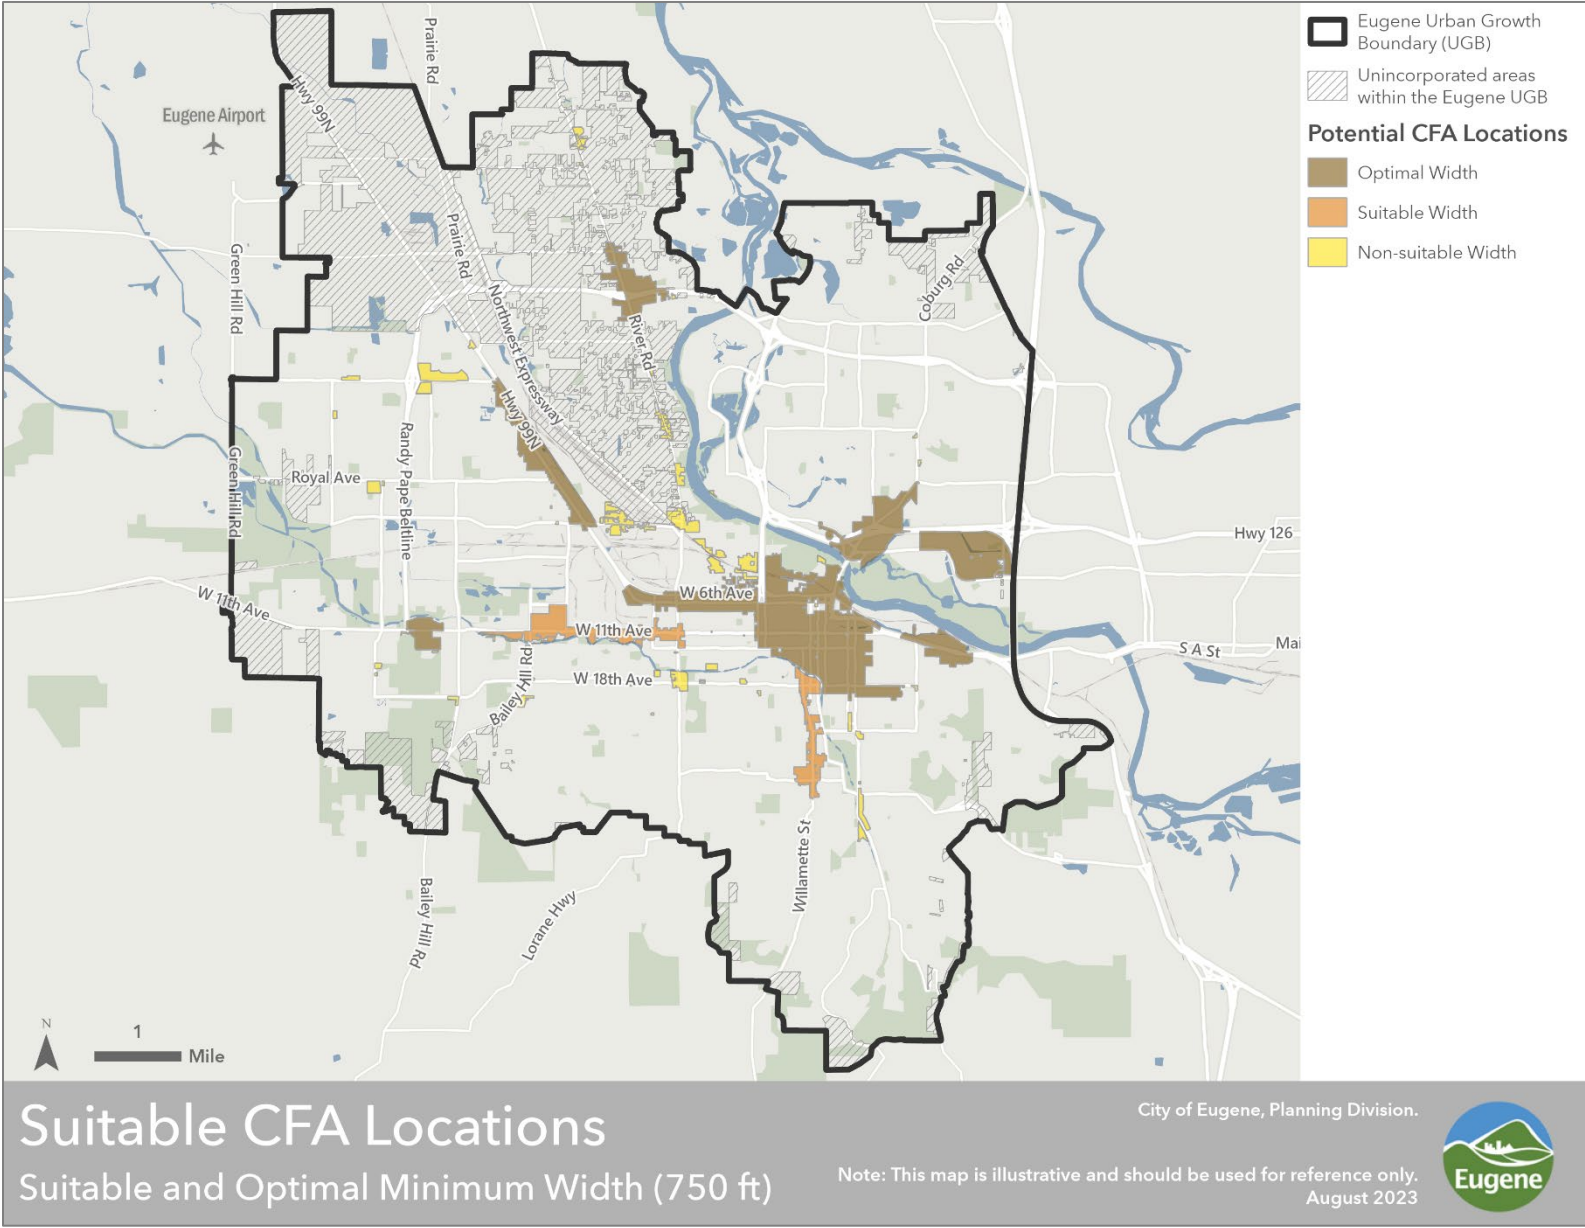 Eugene Urban Growth
Boundary (UGB)
Unincorporated areas
within the Eugene UGB
Potential CFA Locations
Optimal Width
Suitable Width
Non-suitable Width
Prairie Rd
Hwy 99N
Eugene Airport
Prairie Rd
Green Hill Rd
Coburg Rd
Northwest Expressway
River Rd
Hwy 99N
Randy Pape Beltline
Green Hill Rd
Royal Ave
Hwy 126
W 11th Ave
W 6th Ave
W 11th Ave
S A St
Mai
Bailey Hill Rd
W 18th Ave
Willamette St
Bailey Hill Rd
Lorane Hwy
N
1
Mile
Suitable CFA Locations
Suitable and Optimal Minimum Width (750 ft)
City of Eugene, Planning Division.
Note: This map is illustrative and should be used for reference only.
August 2023
Eugene